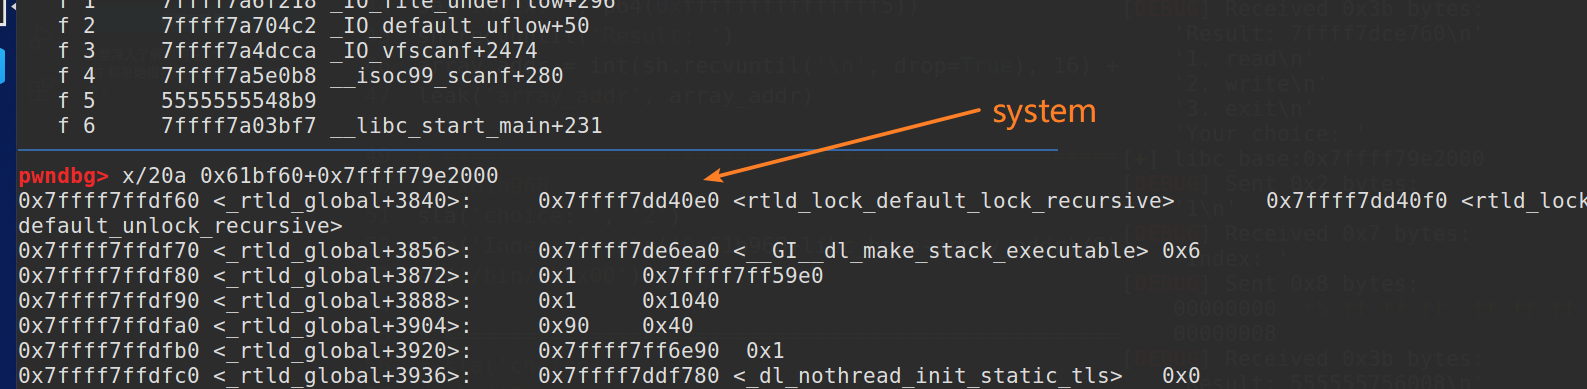 f 1     7ffff7a6f218 _IO_file_underflow+296
f 2     7ffff7a704c2 _IO_default_uflow+50
f 3     7ffff7a4dcca _IO_vfscanf+2474
f 4     7ffff7a5e0b8 __isoc99_scanf+280
f 5     5555555548b9
f 6     7ffff7a03bf7 __libc_start_main+231
system
pwndbg> x/20a 0x61bf60+0x7ffff79e2000
0x7ffff7ffdf60 <_rtld_global+3840>:     0x7ffff7dd40e0 <rtld_lock_default_lock_recursive>       0x7ffff7dd40f0 <rtld_lock
default_unlock_recursive>
0x7ffff7ffdf70 <_rtld_global+3856>:     0x7ffff7de6ea0 <__GI__dl_make_stack_executable> 0x6
0x7ffff7ffdf80 <_rtld_global+3872>:     0x1     0x7ffff7ff59e0
0x7ffff7ffdf90 <_rtld_global+3888>:     0x1     0x1040
0x7ffff7ffdfa0 <_rtld_global+3904>:     0x90    0x40
0x7ffff7ffdfb0 <_rtld_global+3920>:     0x7ffff7ff6e90  0x1
0x7ffff7ffdfc0 <_rtld_global+3936>:     0x7ffff7ddf780 <_dl_nothread_init_static_tls>   0x0